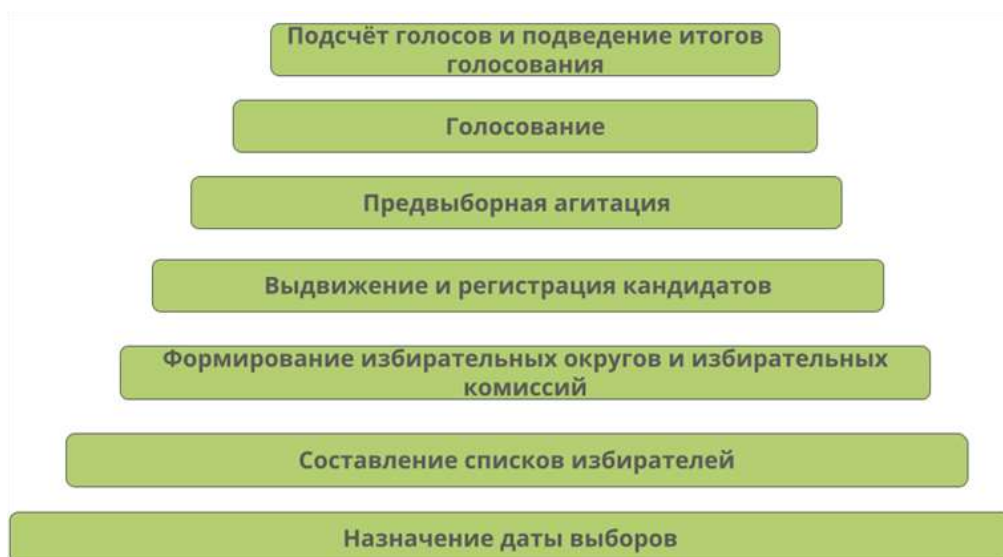 Подсчёт голосов и подведение итогов
голосования
Голосование
Предвыборная агитация
Выдвижение и регистрация кандидатов
Формирование избирательных округов и избирательных
комиссий
Составление списков избирателей
Назначение даты выборов